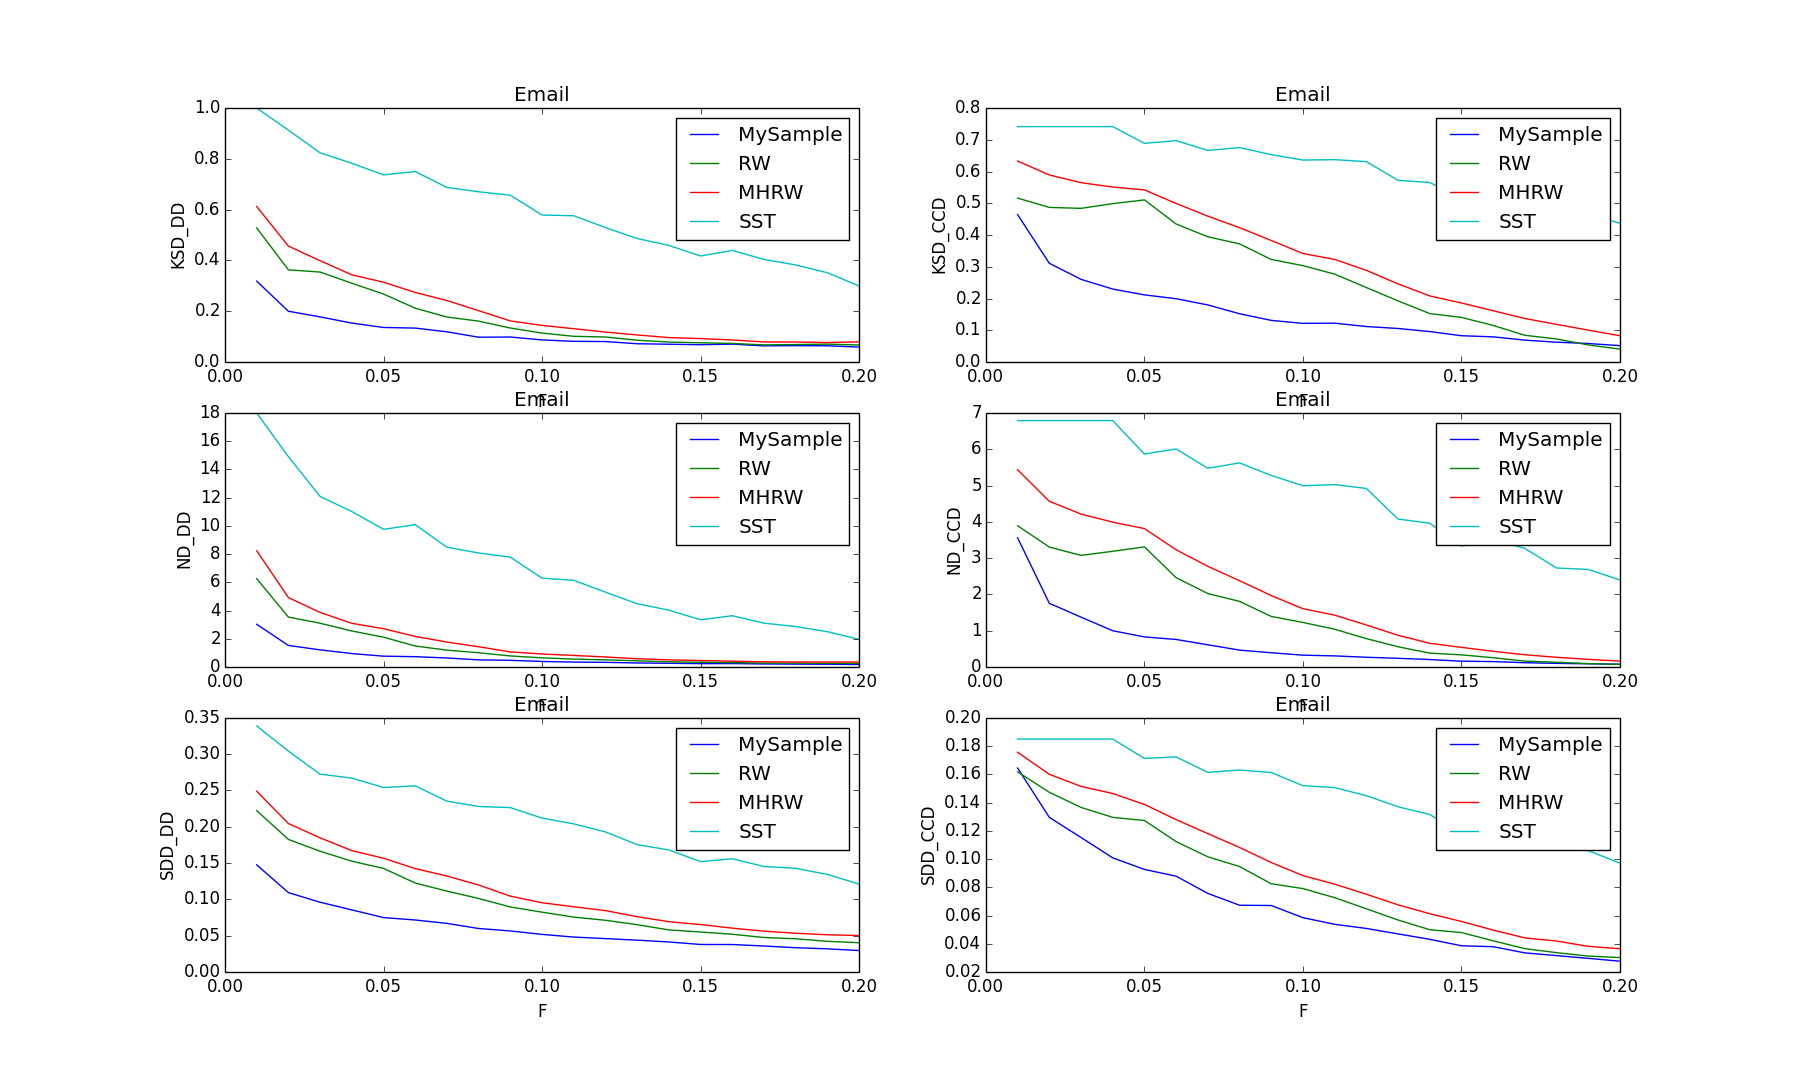 Email
1.0
0.8
0.6
0.4
0.2
0.0
KSD_DD
MySample
RW
MHRW
SST
0.00 0.05 0.10 0.15 0.20
F
Email
0.8
0.7
0.6
0.5
0.4
0.3
0.2
0.1
0.0
KSD_CCD
MySample
RW
MHRW
SST
0.00 0.05 0.10 0.15 0.20
F
Email
18
16
14
12
10
8
6
4
2
0
ND_DD
MySample
RW
MHRW
SST
0.00 0.05 0.10 0.15 0.20
F
Email
7
6
5
4
3
2
1
0
ND_CCD
MySample
RW
MHRW
SST
0.00 0.05 0.10 0.15 0.20
F
Email
0.35
0.30
0.25
0.20
0.15
0.10
0.05
0.00
SDD_DD
MySample
RW
MHRW
SST
0.00 0.05 0.10 0.15 0.20
F
Email
0.20
0.18
0.16
0.14
0.12
0.10
0.08
0.06
0.04
0.02
SDD_CCD
MySample
RW
MHRW
SST
0.00 0.05 0.10 0.15 0.20
F